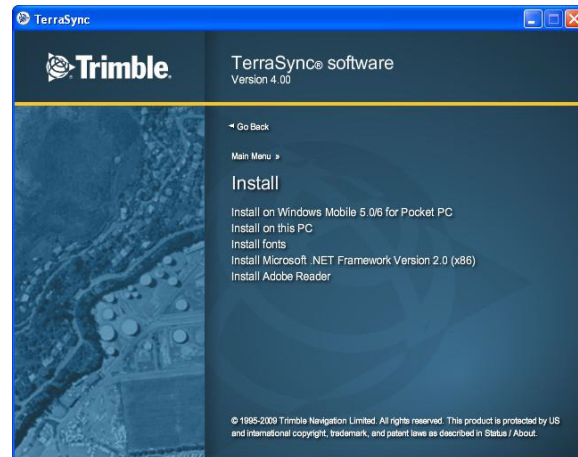 TerraSync
Trimble.
TerraSync® software
Version 4.00
Go Back
Main Menu »
Install
Install on Windows Mobile 5.0/6 for Pocket PC
Install on this PC
Install fonts
Install Microsoft .NET Framework Version 2.0 (x86)
Install Adobe Reader
© 1995-2009 Trimble Navigation Limited. All rights reserved. This product is protected by US
and international copyright, trademark, and patent laws as described in Status / About.